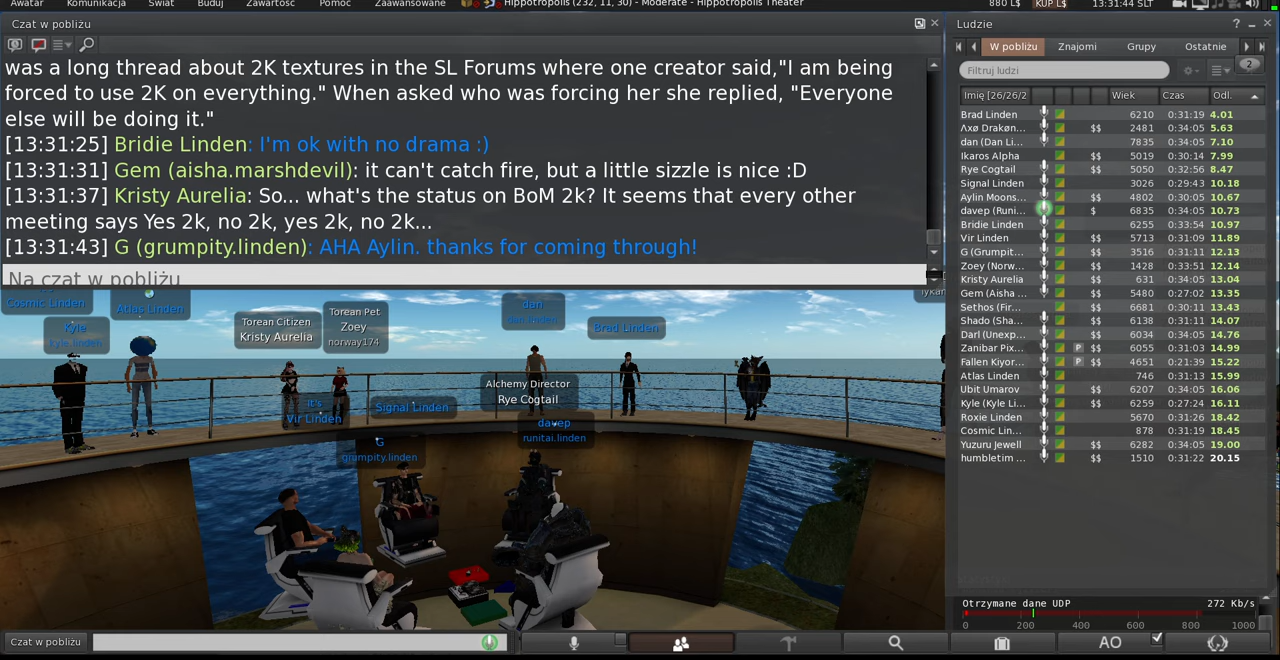 Awatar Komunikacja Świat Buduj Zawartość Pomoc Zaawansowane Hippotropolis (232, 11, 30) - Moderate - Hippotropolis Theater 880 L$ KUP L$ 13:31:44 SLT
Czat w pobliżu
was a long thread about 2K textures in the SL Forums where one creator said,"I am being
forced to use 2K on everything." When asked who was forcing her she replied, "Everyone
else will be doing it."
[13:31:25] Bridie Linden: I'm ok with no drama :)
[13:31:31] Gem (aisha.marshdevil): it can't catch fire, but a little sizzle is nice :D
[13:31:37] Kristy Aurelia: So... what's the status on BoM 2k? It seems that every other
meeting says Yes 2k, no 2k, yes 2k, no 2k...
[13:31:43] G (grumpity.linden): AHA Aylin. thanks for coming through!
Na czat w pobliżu
Cosmic Linden
Atlas Linden
Kyle
kyle.linden
Torean Citizen
Kristy Aurelia
Torean Pet
Zoey
norway174
dan
dan.linden
Brad Linden
It's
Vir Linden
Signal Linden
Alchemy Director
Rye Cogtail
G
grumpity.linden
davep
runitai.linden
Ludzie
W pobliżu Znajomi Grupy Ostatnie
Filtruj ludzi
2
Imię [26/26/2 Wiek Czas Odl.
Brad Linden 6210 0:31:19 4.01
Λxø Drakøn... $$ 2481 0:34:05 5.63
dan (dan Li... 7835 0:34:05 7.10
Ikaros Alpha $$ 5019 0:30:14 7.99
Rye Cogtail $$ 5050 0:32:56 8.47
Signal Linden 3026 0:29:43 10.18
Aylin Moons... $$ 4802 0:30:05 10.67
davep (Runi... $ 6835 0:34:05 10.73
Bridie Linden 6255 0:33:54 10.97
Vir Linden $$ 5713 0:31:09 11.89
G (Grumpit... $$ 3516 0:31:11 12.13
Zoey (Norw... $$ 1428 0:33:51 12.14
Kristy Aurelia $$ 631 0:34:05 13.04
Gem (Aisha ... $$ 5480 0:27:02 13.35
Sethos (Fir... 6681 0:30:11 13.43
Shado (Sha... $$ 6138 0:31:11 14.07
Darl (Unexp... $$ 6034 0:34:05 14.76
Zanibar Pix... P $$ 6055 0:31:03 14.99
Fallen Kiyor... P $$ 4651 0:21:39 15.22
Atlas Linden 746 0:31:13 15.99
Ubit Umarov $$ 6207 0:34:05 16.06
Kyle (Kyle Li... $$ 6259 0:27:24 16.11
Roxie Linden 5670 0:31:26 18.42
Cosmic Lin... 878 0:31:19 18.45
Yuzuru Jewell $$ 6282 0:34:05 19.00
humbletim ... $$ 1510 0:31:22 20.15
Otrzymane dane UDP 272 Kb/s
0 200 400 600 800 1000
Czat w pobliżu
AO